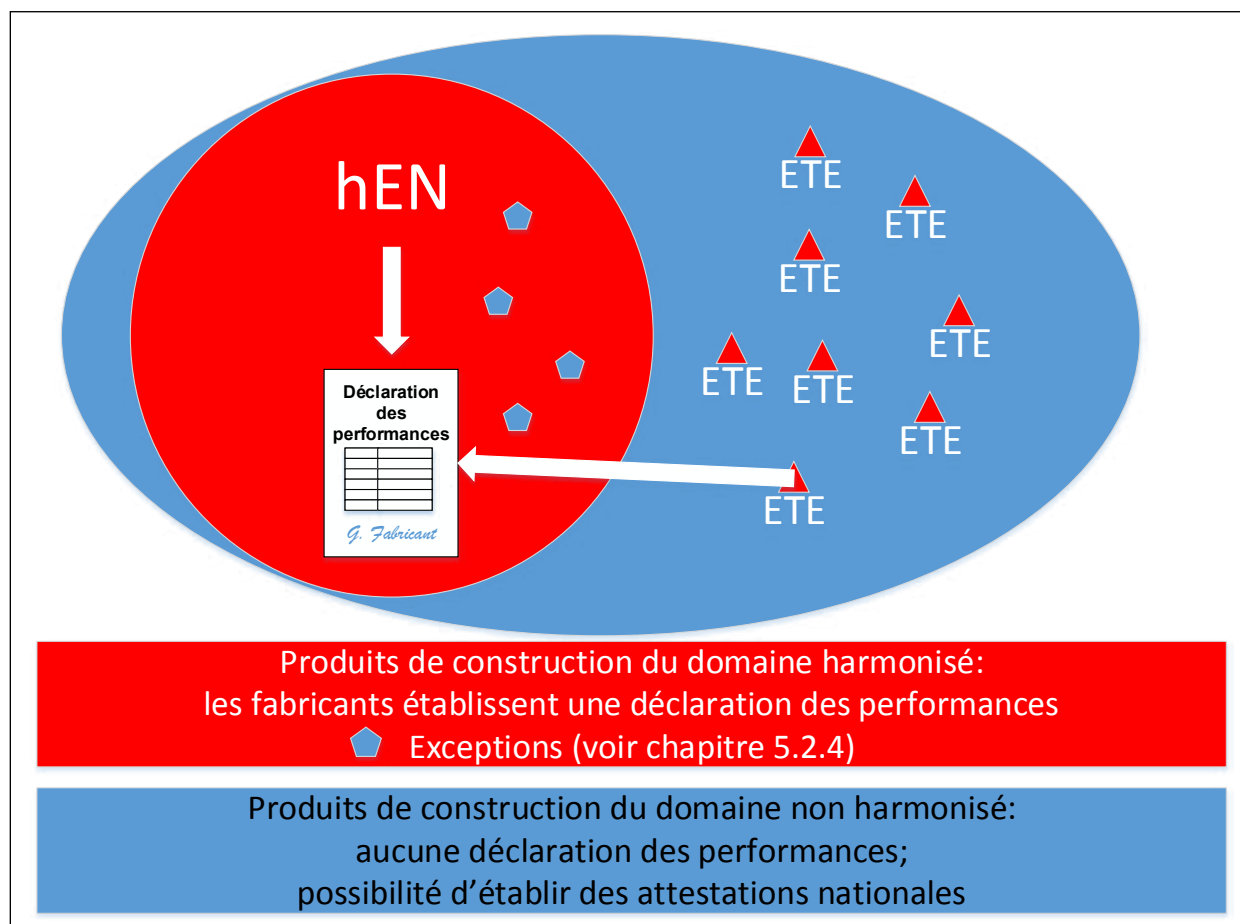 hEN
Déclaration
des
performances
G. Fabricant
ETE
ETE
ETE
ETE
ETE
ETE
ETE
ETE
Produits de construction du domaine harmonisé:
les fabricants établissent une déclaration des performances
Exceptions (voir chapitre 5.2.4)
Produits de construction du domaine non harmonisé:
aucune déclaration des performances;
possibilité d’établir des attestations nationales